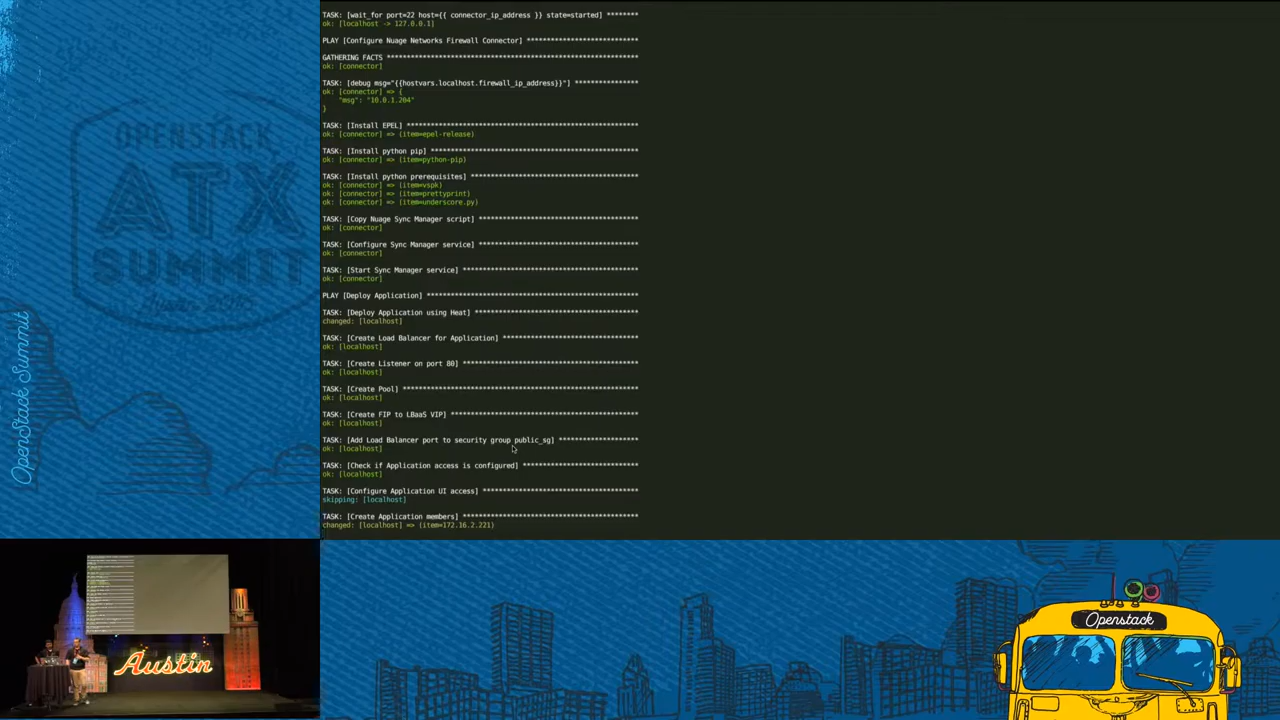 TASK: [wait_for port=22 host={{ connector_ip_address }} state=started] ********
ok: [localhost -> 127.0.0.1]
PLAY [Configure Nuage Networks Firewall Connector] ****************************
GATHERING FACTS ***************************************************************
ok: [connector]
TASK: [debug msg="{{hostvars.localhost.firewall_ip_address}}"] ****************
ok: [connector] => {
"msg": "10.0.1.204"
}
TASK: [Install EPEL] **********************************************************
ok: [connector] => (item=epel-release)
TASK: [Install python pip] ****************************************************
ok: [connector] => (item=python-pip)
TASK: [Install python prerequisites] ******************************************
ok: [connector] => (item=vspk)
ok: [connector] => (item=prettyprint)
ok: [connector] => (item=underscore.py)
TASK: [Copy Nuage Sync Manager script] ****************************************
ok: [connector]
TASK: [Configure Sync Manager service] ****************************************
ok: [connector]
TASK: [Start Sync Manager service] ********************************************
ok: [connector]
PLAY [Deploy Application] *****************************************************
TASK: [Deploy Application using Heat] *****************************************
changed: [localhost]
TASK: [Create Load Balancer for Application] **********************************
ok: [localhost]
TASK: [Create Listener on port 80] ********************************************
ok: [localhost]
TASK: [Create Pool] ***********************************************************
ok: [localhost]
TASK: [Create FIP to LBaaS VIP] ***********************************************
ok: [localhost]
TASK: [Add Load Balancer port to security group public_sg] ********************
ok: [localhost]
TASK: [Check if Application access is configured] *****************************
ok: [localhost]
TASK: [Configure Application UI access] ***************************************
skipping: [localhost]
TASK: [Create Application members] ********************************************
changed: [localhost] => (item=172.16.2.221)
OPENSTACK
ATX
SUMMIT
OpenStack Summit
Austin
Openstack